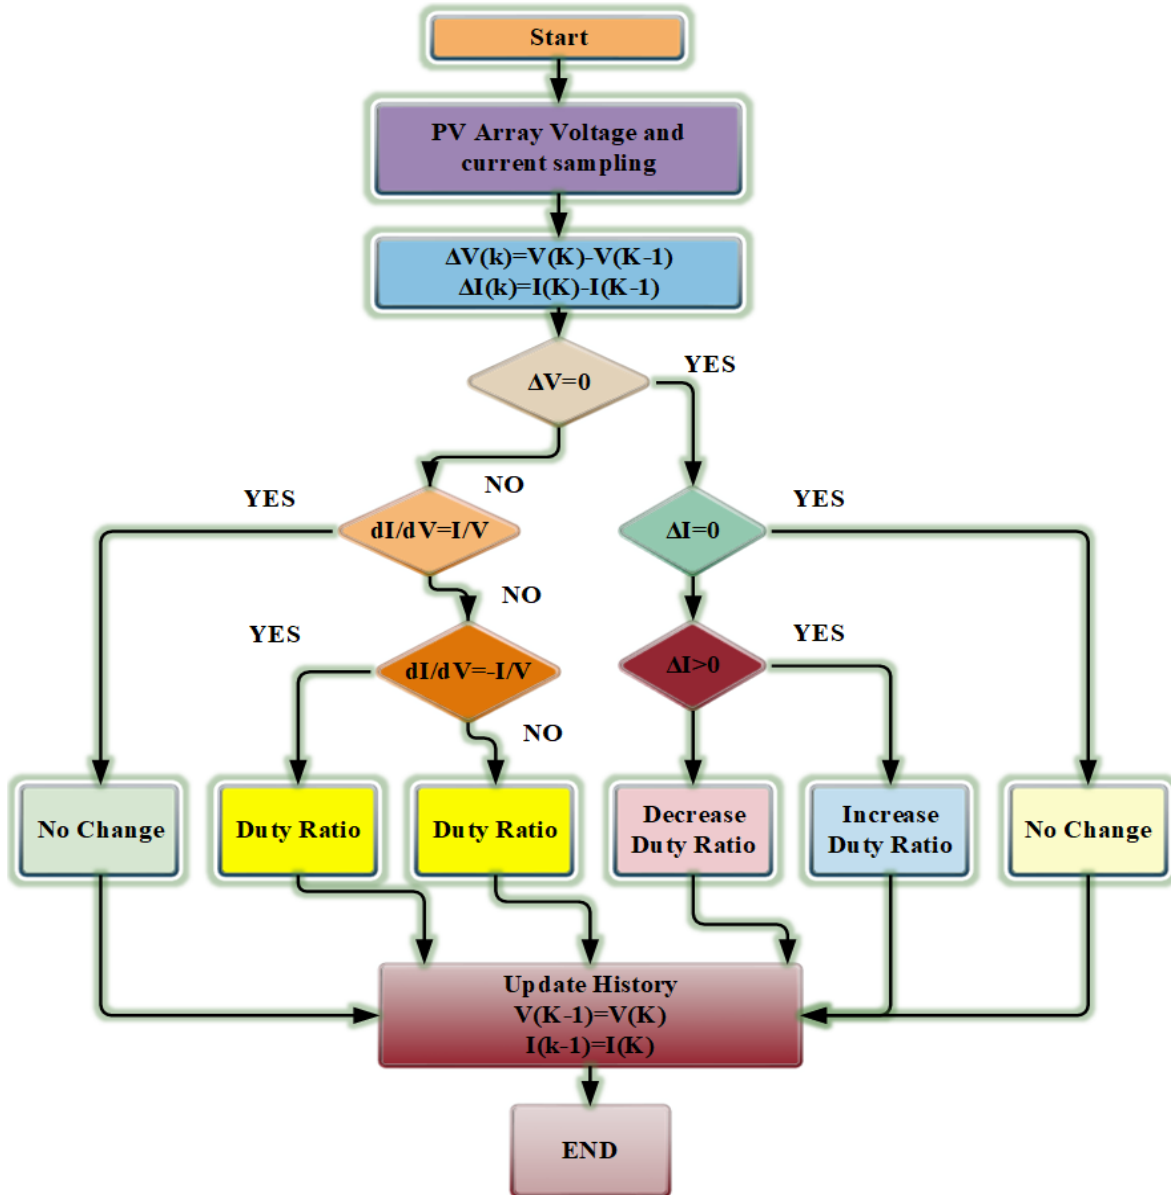 Start
PV Array Voltage and
current sampling
ΔV(k)=V(K)-V(K-1)
ΔI(k)=I(K)-I(K-1)
ΔV=0
YES
NO
YES
dI/dV=I/V
ΔI=0
YES
NO
YES
dI/dV=-I/V
ΔI>0
YES
NO
No Change
Duty Ratio
Duty Ratio
Decrease
Duty Ratio
Increase
Duty Ratio
No Change
Update History
V(K-1)=V(K)
I(k-1)=I(K)
END